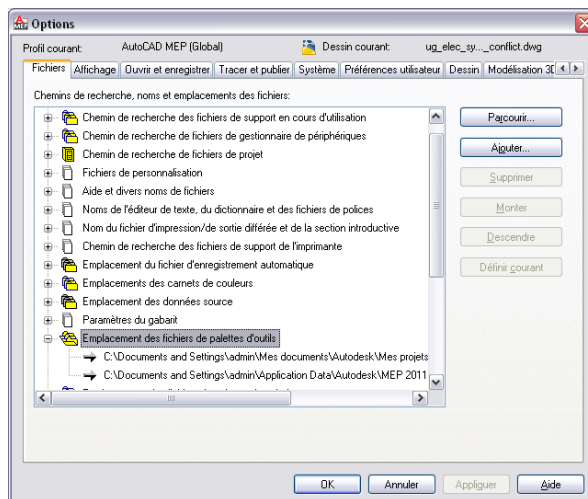 Options
Profil courant: AutoCAD MEP (Global) Dessin courant: ug_elec_sy..._conflict.dwg
Fichiers Affichage Ouvrir et enregistrer Tracer et publier Système Préférences utilisateur Dessin Modélisation 3D
Chemins de recherche, noms et emplacements des fichiers:
Chemin de recherche des fichiers de support en cours d'utilisation
Chemin de recherche de fichiers de gestionnaire de périphériques
Chemin de recherche de fichiers de projet
Fichiers de personnalisation
Aide et divers noms de fichiers
Noms de l'éditeur de texte, du dictionnaire et des fichiers de polices
Nom du fichier d'impression/de sortie différée et de la section introductive
Chemin de recherche des fichiers de support de l'imprimante
Emplacement du fichier d'enregistrement automatique
Emplacements des carnets de couleurs
Emplacement des données source
Paramètres du gabarit
Emplacement des fichiers de palettes d'outils
C:\Documents and Settings\admin\Mes documents\Autodesk\Mes projets
C:\Documents and Settings\admin\Application Data\Autodesk\MEP 2011
Parcourir...
Ajouter...
Supprimer
Monter
Descendre
Définir courant
OK Annuler Appliquer Aide